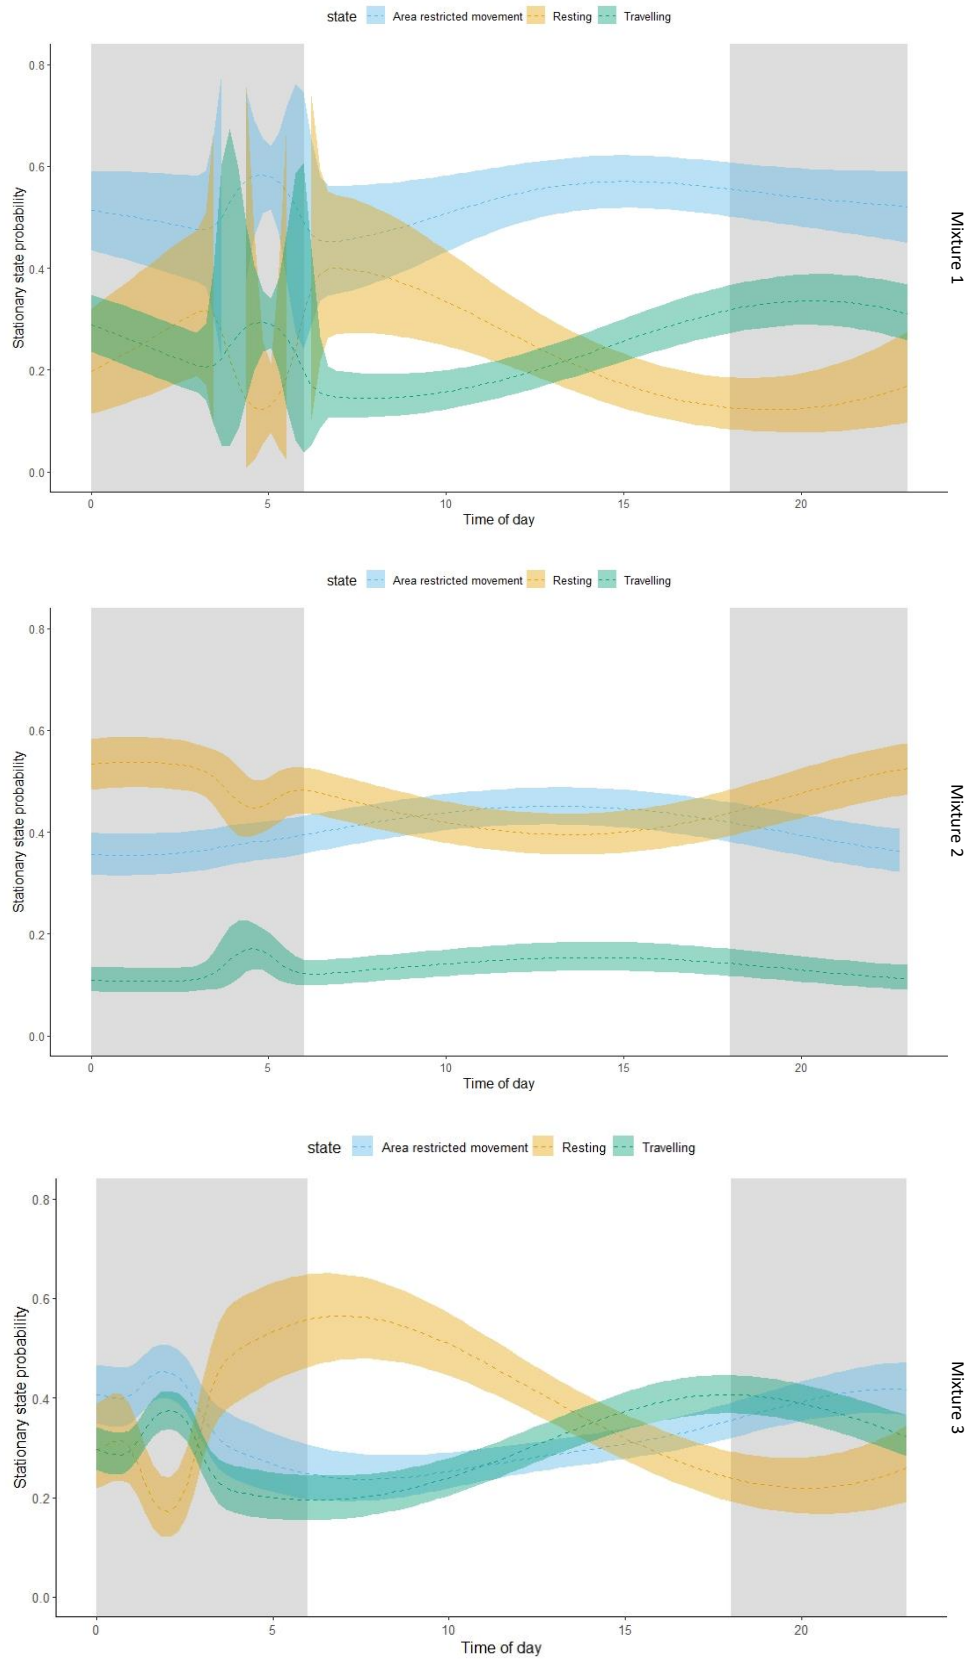 state Area restricted movement Resting Travelling
0.8
0.6
0.4
0.2
0.0
Stationary state probability
0 5 10 15 20
Time of day
Mixture 1
state Area restricted movement Resting Travelling
0.8
0.6
0.4
0.2
0.0
Stationary state probability
0 5 10 15 20
Time of day
Mixture 2
state Area restricted movement Resting Travelling
0.8
0.6
0.4
0.2
0.0
Stationary state probability
0 5 10 15 20
Time of day
Mixture 3